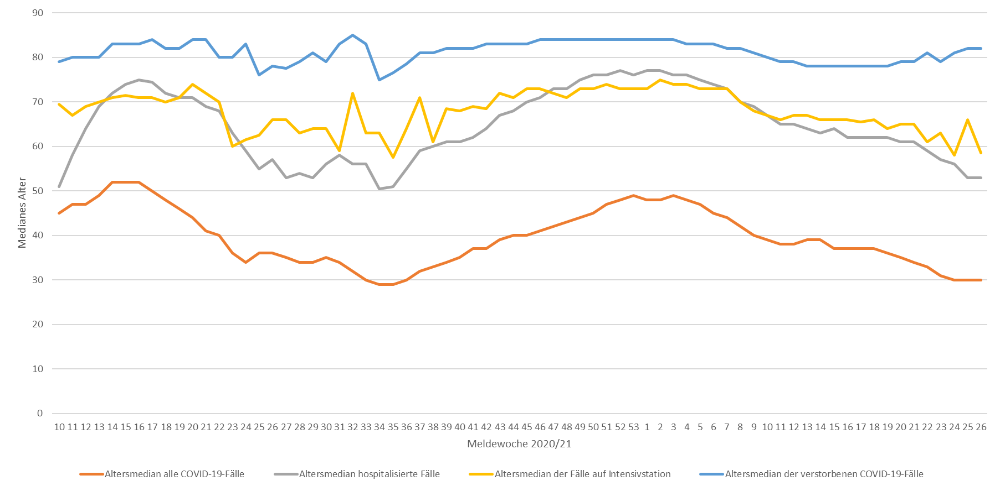 90
80
70
60
50
40
30
20
10
0
Medianes Alter
10 11 12 13 14 15 16 17 18 19 20 21 22 23 24 25 26 27 28 29 30 31 32 33 34 35 36 37 38 39 40 41 42 43 44 45 46 47 48 49 50 51 52 53 1 2 3 4 5 6 7 8 9 10 11 12 13 14 15 16 17 18 19 20 21 22 23 24 25 26
Meldewoche 2020/21
Altersmedian alle COVID-19-Fälle Altersmedian hospitalisierte Fälle Altersmedian der Fälle auf Intensivstation Altersmedian der verstorbenen COVID-19-Fälle